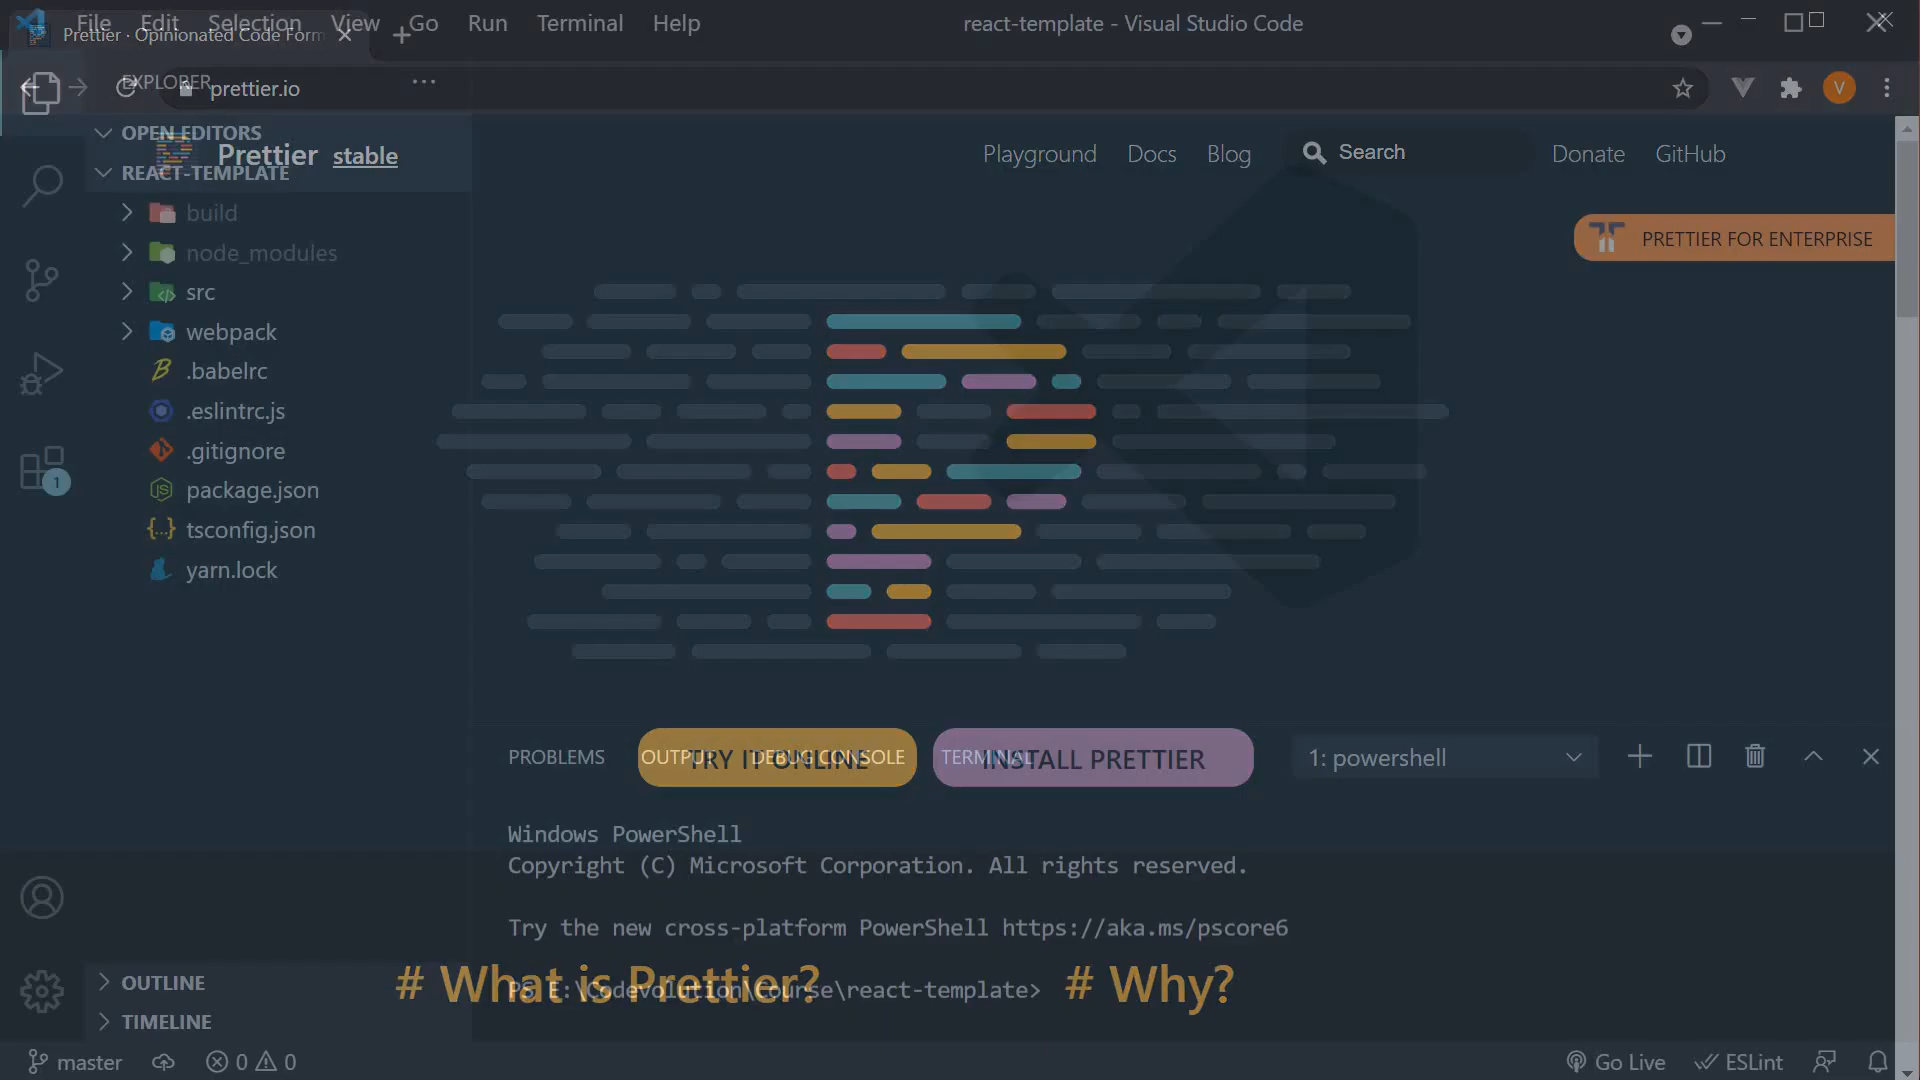 File Edit Selection View Go Run Terminal Help
react-template - Visual Studio Code
Prettier · Opinionated Code Form
EXPLORER
prettier.io
V
OPEN EDITORS
Prettier stable
Playground Docs Blog Search Donate GitHub
REACT-TEMPLATE
build
PRETTIER FOR ENTERPRISE
node_modules
src
webpack
.babelrc
.eslintrc.js
.gitignore
1
package.json
tsconfig.json
yarn.lock
PROBLEMS OUTPUT DEBUG CONSOLE TERMINAL
TRY IT ONLINE INSTALL PRETTIER
1: powershell
Windows PowerShell
Copyright (C) Microsoft Corporation. All rights reserved.
Try the new cross-platform PowerShell https://aka.ms/pscore6
PS E:\Codevolution\Course\react-template>
# What is Prettier? # Why?
OUTLINE
TIMELINE
master 0 0 Go Live ESLint